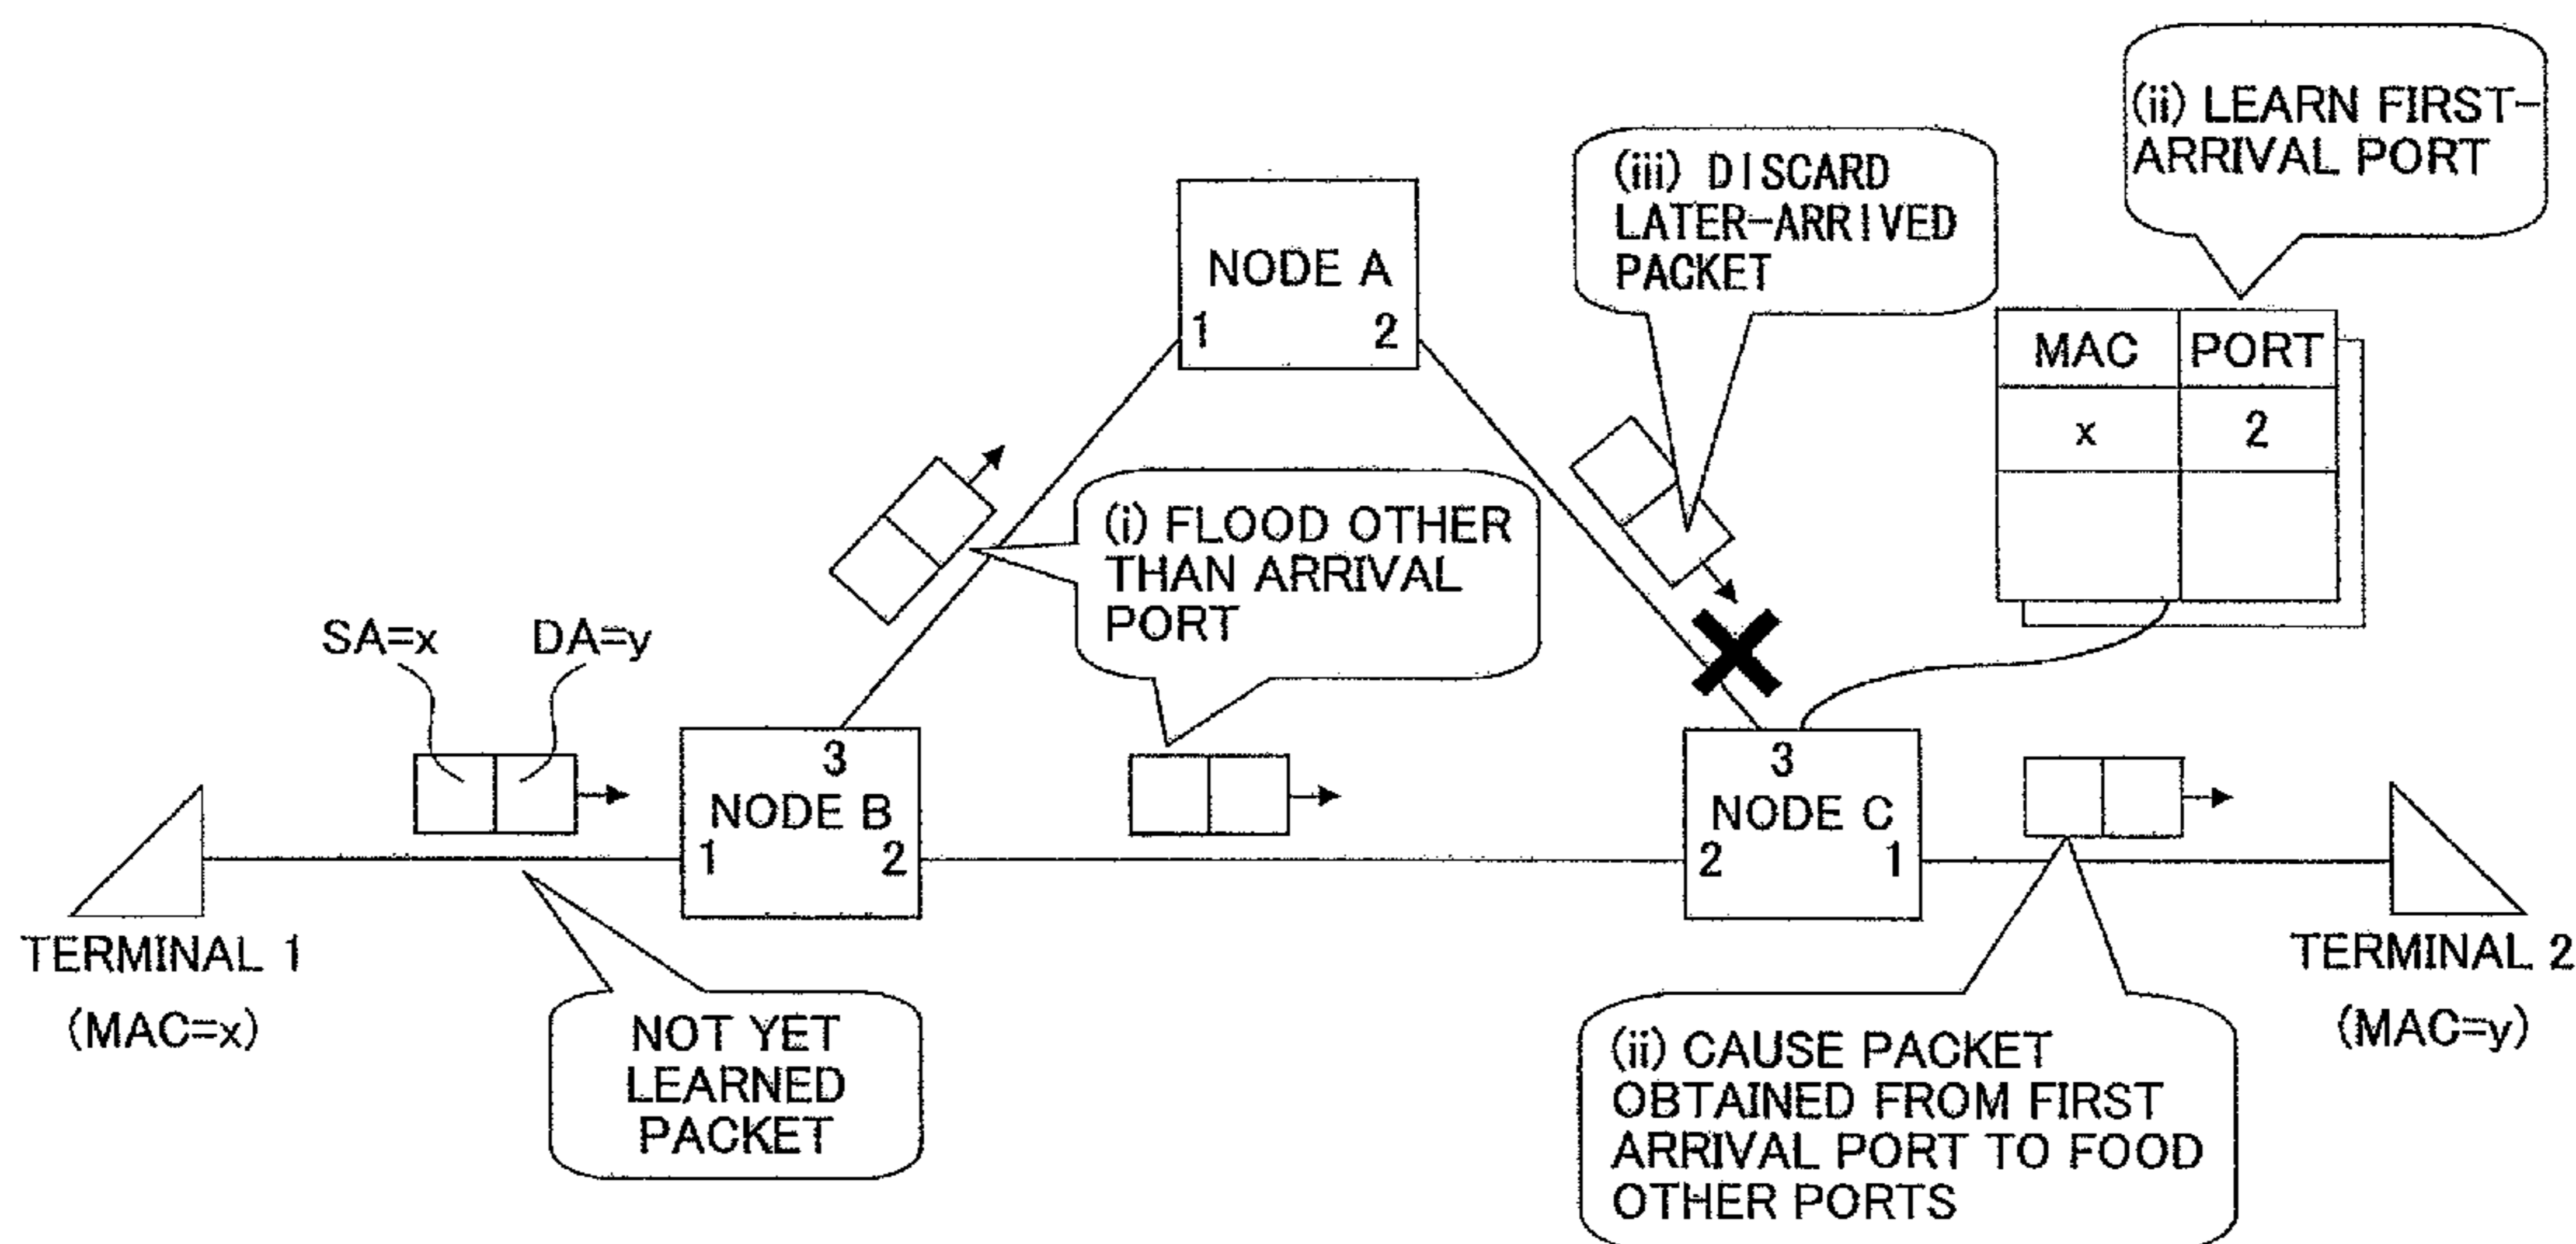 (ii) LEARN FIRST-
ARRIVAL PORT
(iii) DISCARD
LATER-ARRIVED
PACKET
NODE A
1
2
MAC
PORT
x
2
(i) FLOOD OTHER
THAN ARRIVAL
PORT
SA=x
DA=y
3
NODE B
1
2
3
NODE C
2
1
TERMINAL 1
(MAC=x)
TERMINAL 2
(MAC=y)
NOT YET
LEARNED
PACKET
(ii) CAUSE PACKET
OBTAINED FROM FIRST
ARRIVAL PORT TO FOOD
OTHER PORTS